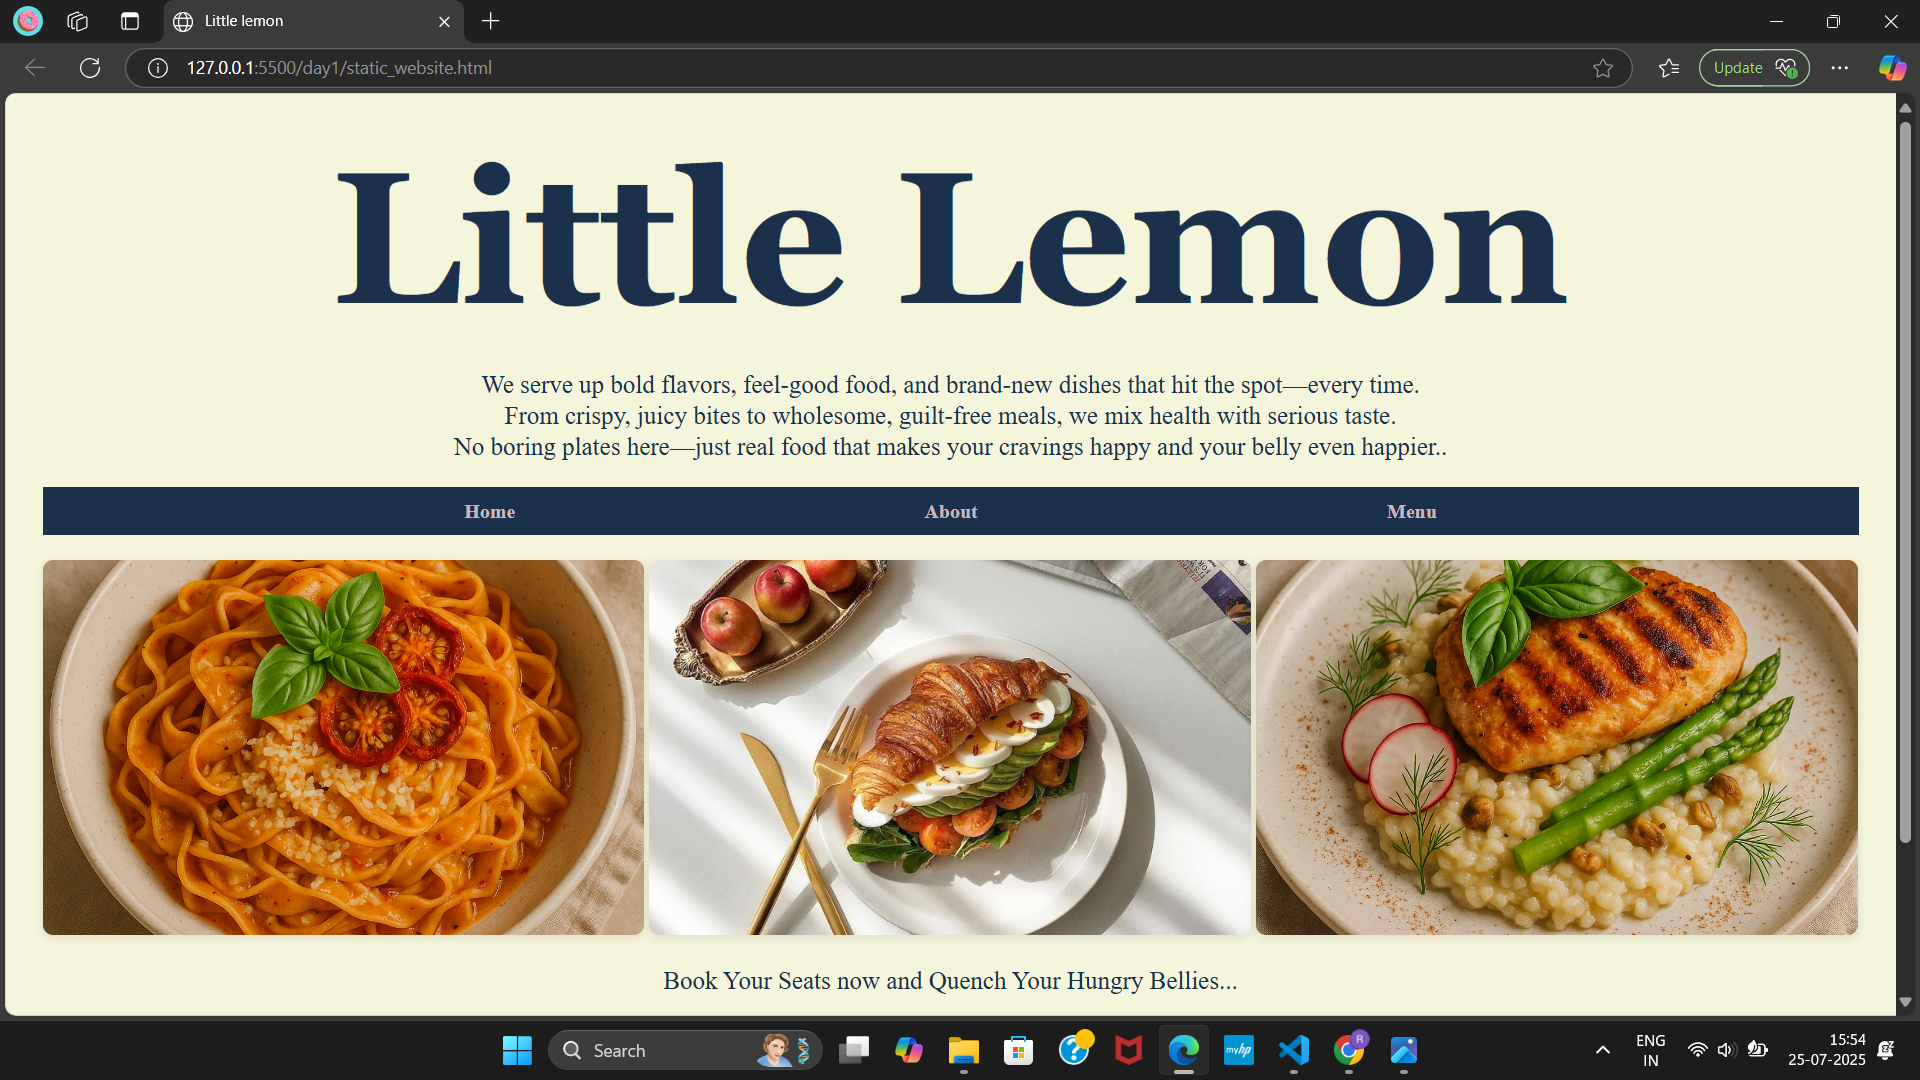 Little lemon
127.0.0.1:5500/day1/static_website.html
Update
Little Lemon
We serve up bold flavors, feel-good food, and brand-new dishes that hit the spot—every time.
From crispy, juicy bites to wholesome, guilt-free meals, we mix health with serious taste.
No boring plates here—just real food that makes your cravings happy and your belly even happier..
Home About Menu
Book Your Seats now and Quench Your Hungry Bellies...
Search
myhp
R
ENG
IN
15:54
25-07-2025